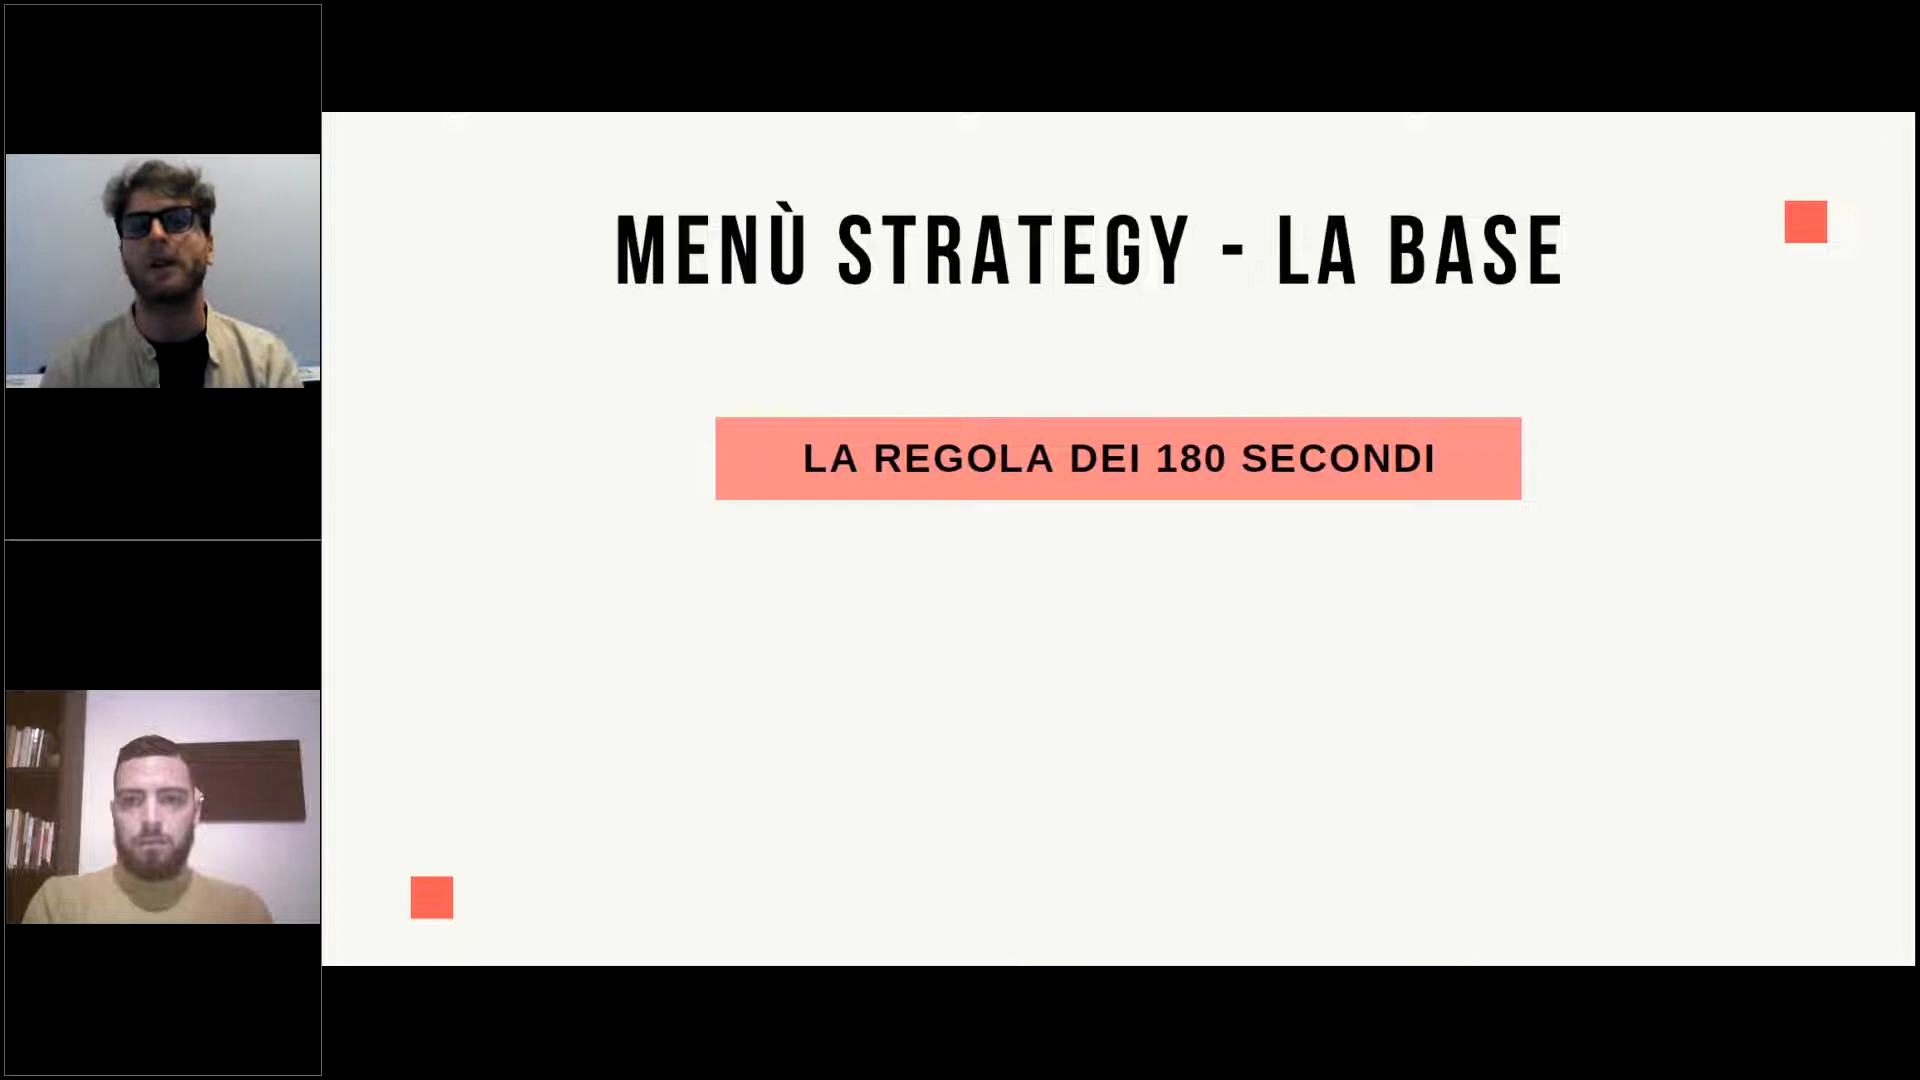 MENÙ STRATEGY - LA BASE
LA REGOLA DEI 180 SECONDI